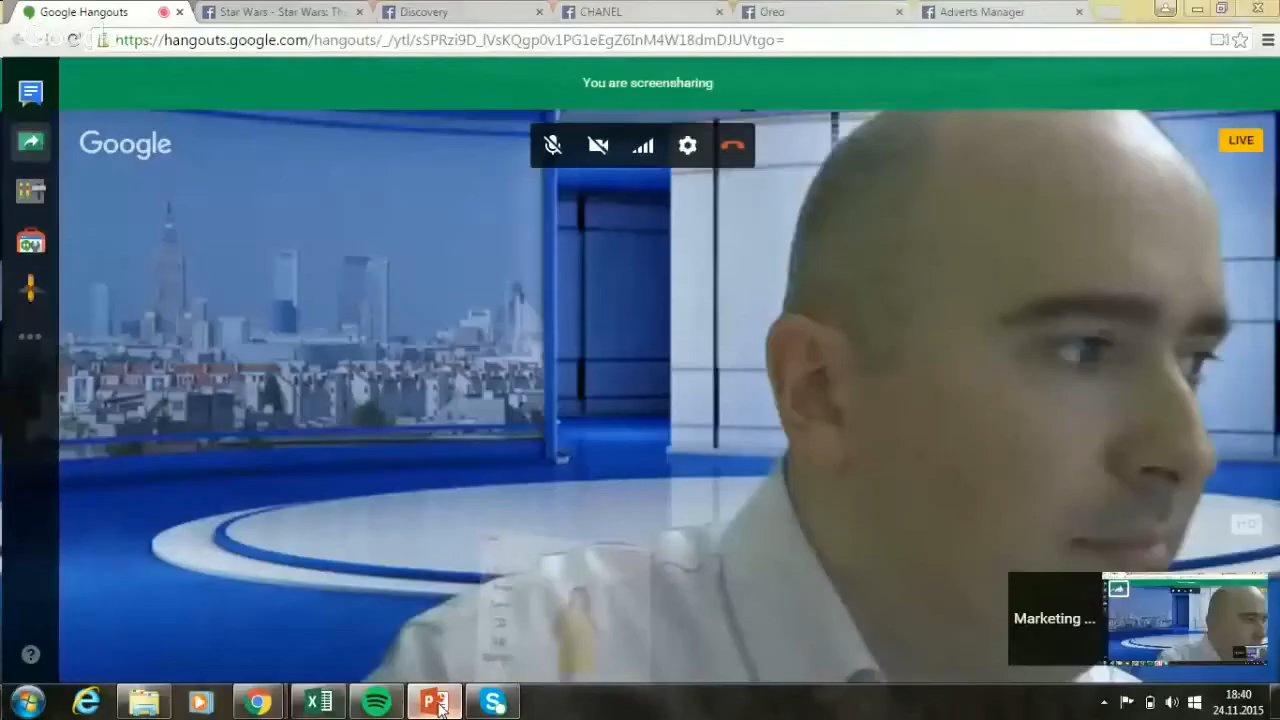 Google Hangouts
Star Wars - Star Wars: Th
Discovery
CHANEL
Oreo
Adverts Manager
https://hangouts.google.com/hangouts/_/ytl/sSPRzi9D_lVsKQgp0v1PG1eEgZ6InM4W18dmDJUVtgo=
You are screensharing
Google
LIVE
HD
Marketing ...
18:40
24.11.2015